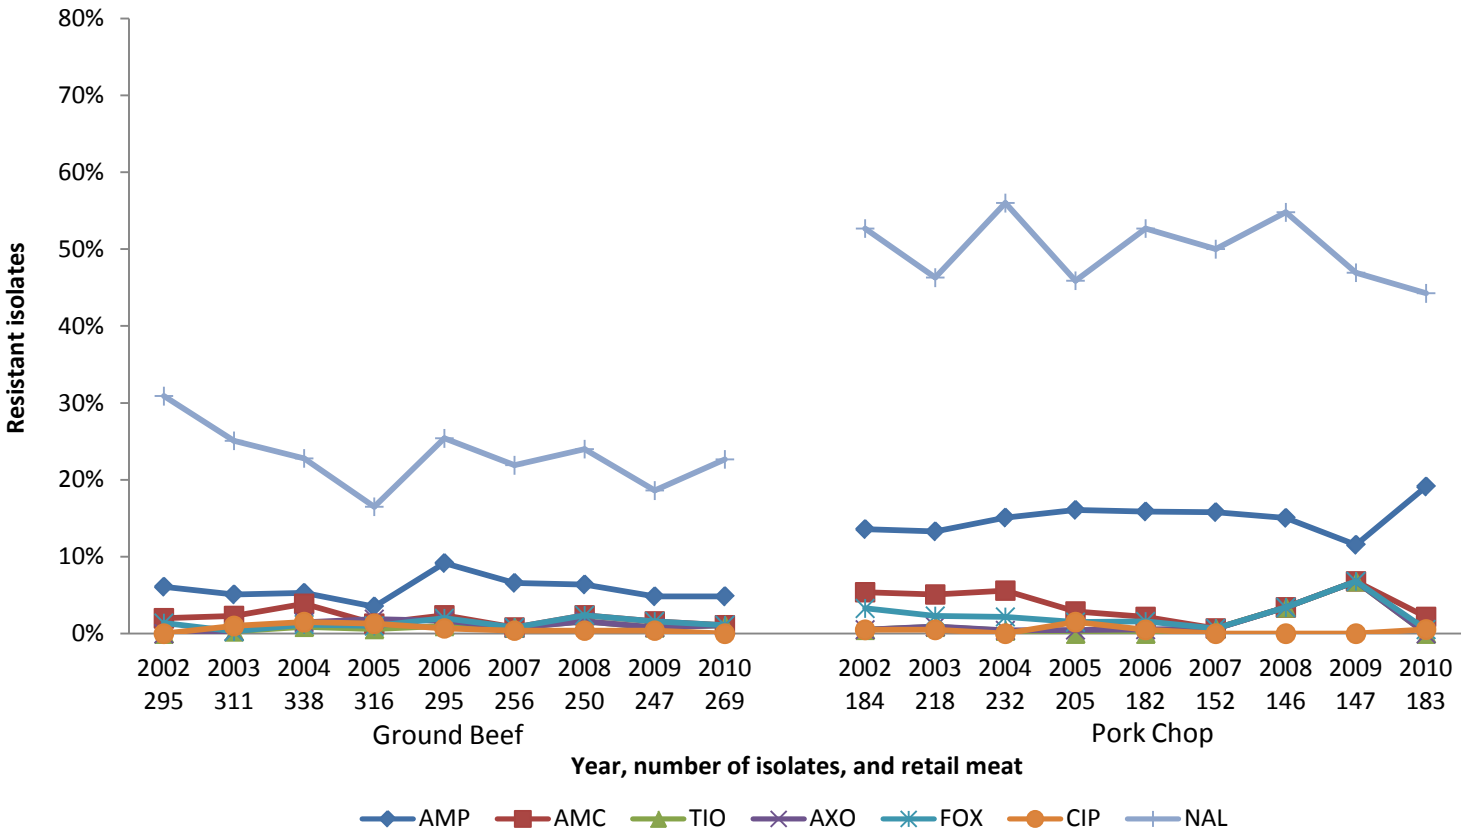 80%
70%
60%
50%
40%
30%
20%
10%
0%
Resistant isolates
2002 2003 2004 2005 2006 2007 2008 2009 2010 2002 2003 2004 2005 2006 2007 2008 2009 2010
295 311 338 316 295 256 250 247 269 184 218 232 205 182 152 146 147 183
Ground Beef Pork Chop
Year, number of isolates, and retail meat
AMP AMC TIO AXO FOX CIP NAL